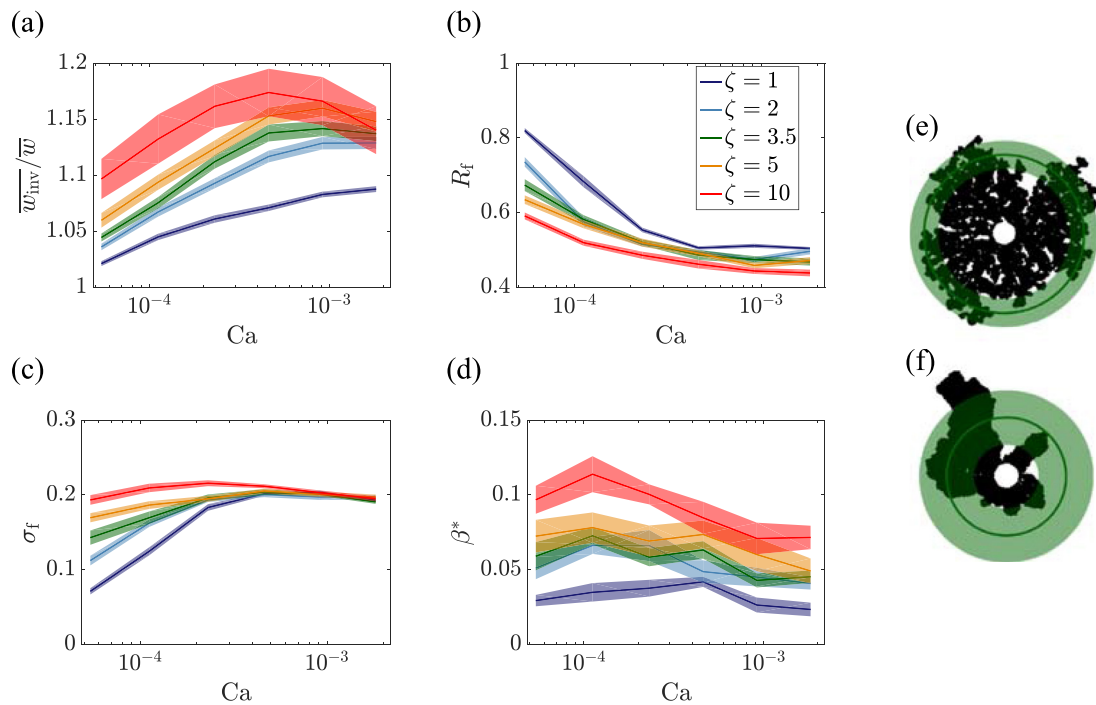 (a)
1.2
1.15
1.1
1.05
1
w_inv/w
10⁻⁴
10⁻³
Ca
(b)
1
0.8
0.6
0.4
R_f
ζ = 1
ζ = 2
ζ = 3.5
ζ = 5
ζ = 10
10⁻⁴
10⁻³
Ca
(e)
(f)
(c)
0.3
0.2
0.1
0
σ_f
10⁻⁴
10⁻³
Ca
(d)
0.15
0.1
0.05
0
β*
10⁻⁴
10⁻³
Ca